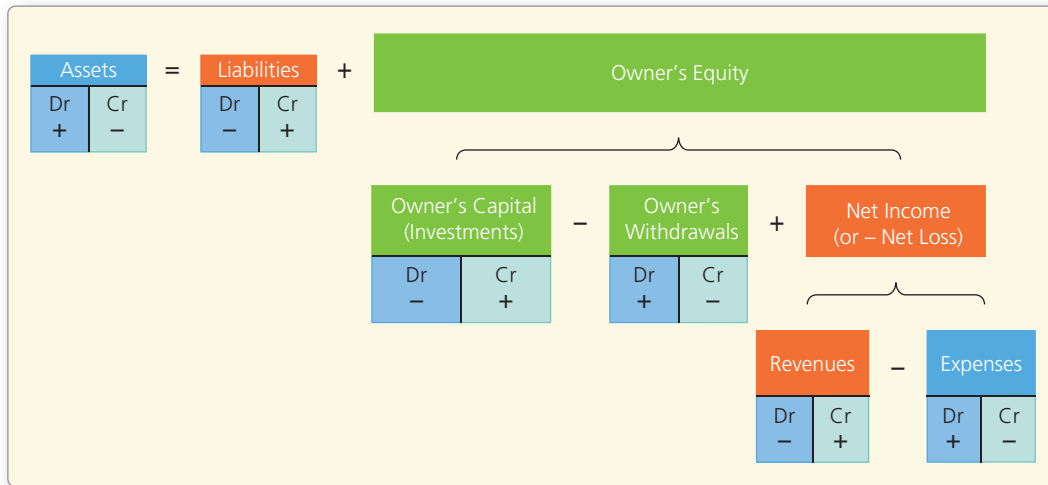 Assets = Liabilities + Owner's Equity
Dr Cr Dr Cr
+ − − +
Owner's Capital
(Investments)
−
Owner's
Withdrawals
+
Net Income
(or – Net Loss)
Dr Cr Dr Cr
− + + −
Revenues − Expenses
Dr Cr Dr Cr
− + + −